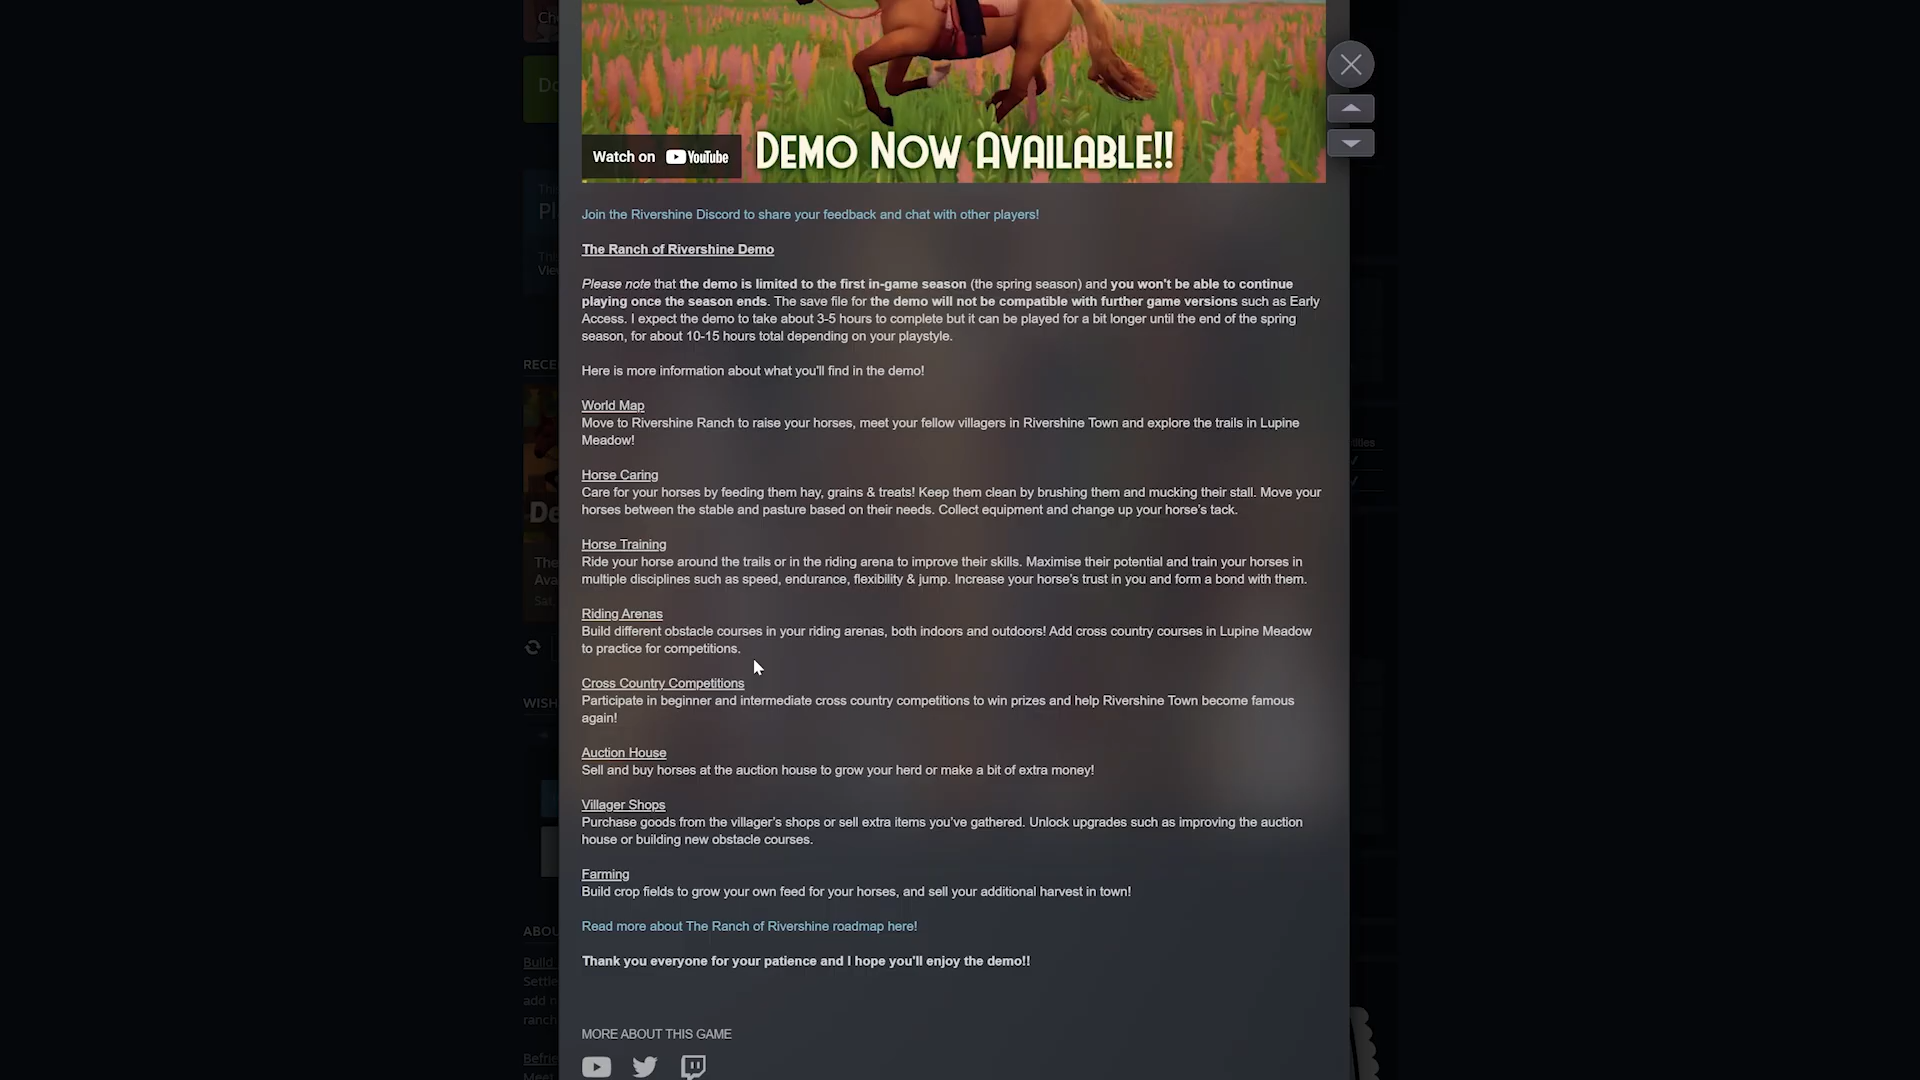 DEMO NOW AVAILABLE!!
Watch on YouTube
Join the Rivershine Discord to share your feedback and chat with other players!
The Ranch of Rivershine Demo
Please note that the demo is limited to the first in-game season (the spring season) and you won't be able to continue
playing once the season ends. The save file for the demo will not be compatible with further game versions such as Early
Access. I expect the demo to take about 3-5 hours to complete but it can be played for a bit longer until the end of the spring
season, for about 10-15 hours total depending on your playstyle.
Here is more information about what you'll find in the demo!
World Map
Move to Rivershine Ranch to raise your horses, meet your fellow villagers in Rivershine Town and explore the trails in Lupine
Meadow!
Horse Caring
Care for your horses by feeding them hay, grains & treats! Keep them clean by brushing them and mucking their stall. Move your
horses between the stable and pasture based on their needs. Collect equipment and change up your horse's tack.
Horse Training
Ride your horse around the trails or in the riding arena to improve their skills. Maximise their potential and train your horses in
multiple disciplines such as speed, endurance, flexibility & jump. Increase your horse's trust in you and form a bond with them.
Riding Arenas
Build different obstacle courses in your riding arenas, both indoors and outdoors! Add cross country courses in Lupine Meadow
to practice for competitions.
Cross Country Competitions
Participate in beginner and intermediate cross country competitions to win prizes and help Rivershine Town become famous
again!
Auction House
Sell and buy horses at the auction house to grow your herd or make a bit of extra money!
Villager Shops
Purchase goods from the villager's shops or sell extra items you've gathered. Unlock upgrades such as improving the auction
house or building new obstacle courses.
Farming
Build crop fields to grow your own feed for your horses, and sell your additional harvest in town!
Read more about The Ranch of Rivershine roadmap here!
Thank you everyone for your patience and I hope you'll enjoy the demo!!
MORE ABOUT THIS GAME
RECE
De
The
Ava
Sat,
WISH
ABOU
Build
Settle
add n
ranch
Befrie